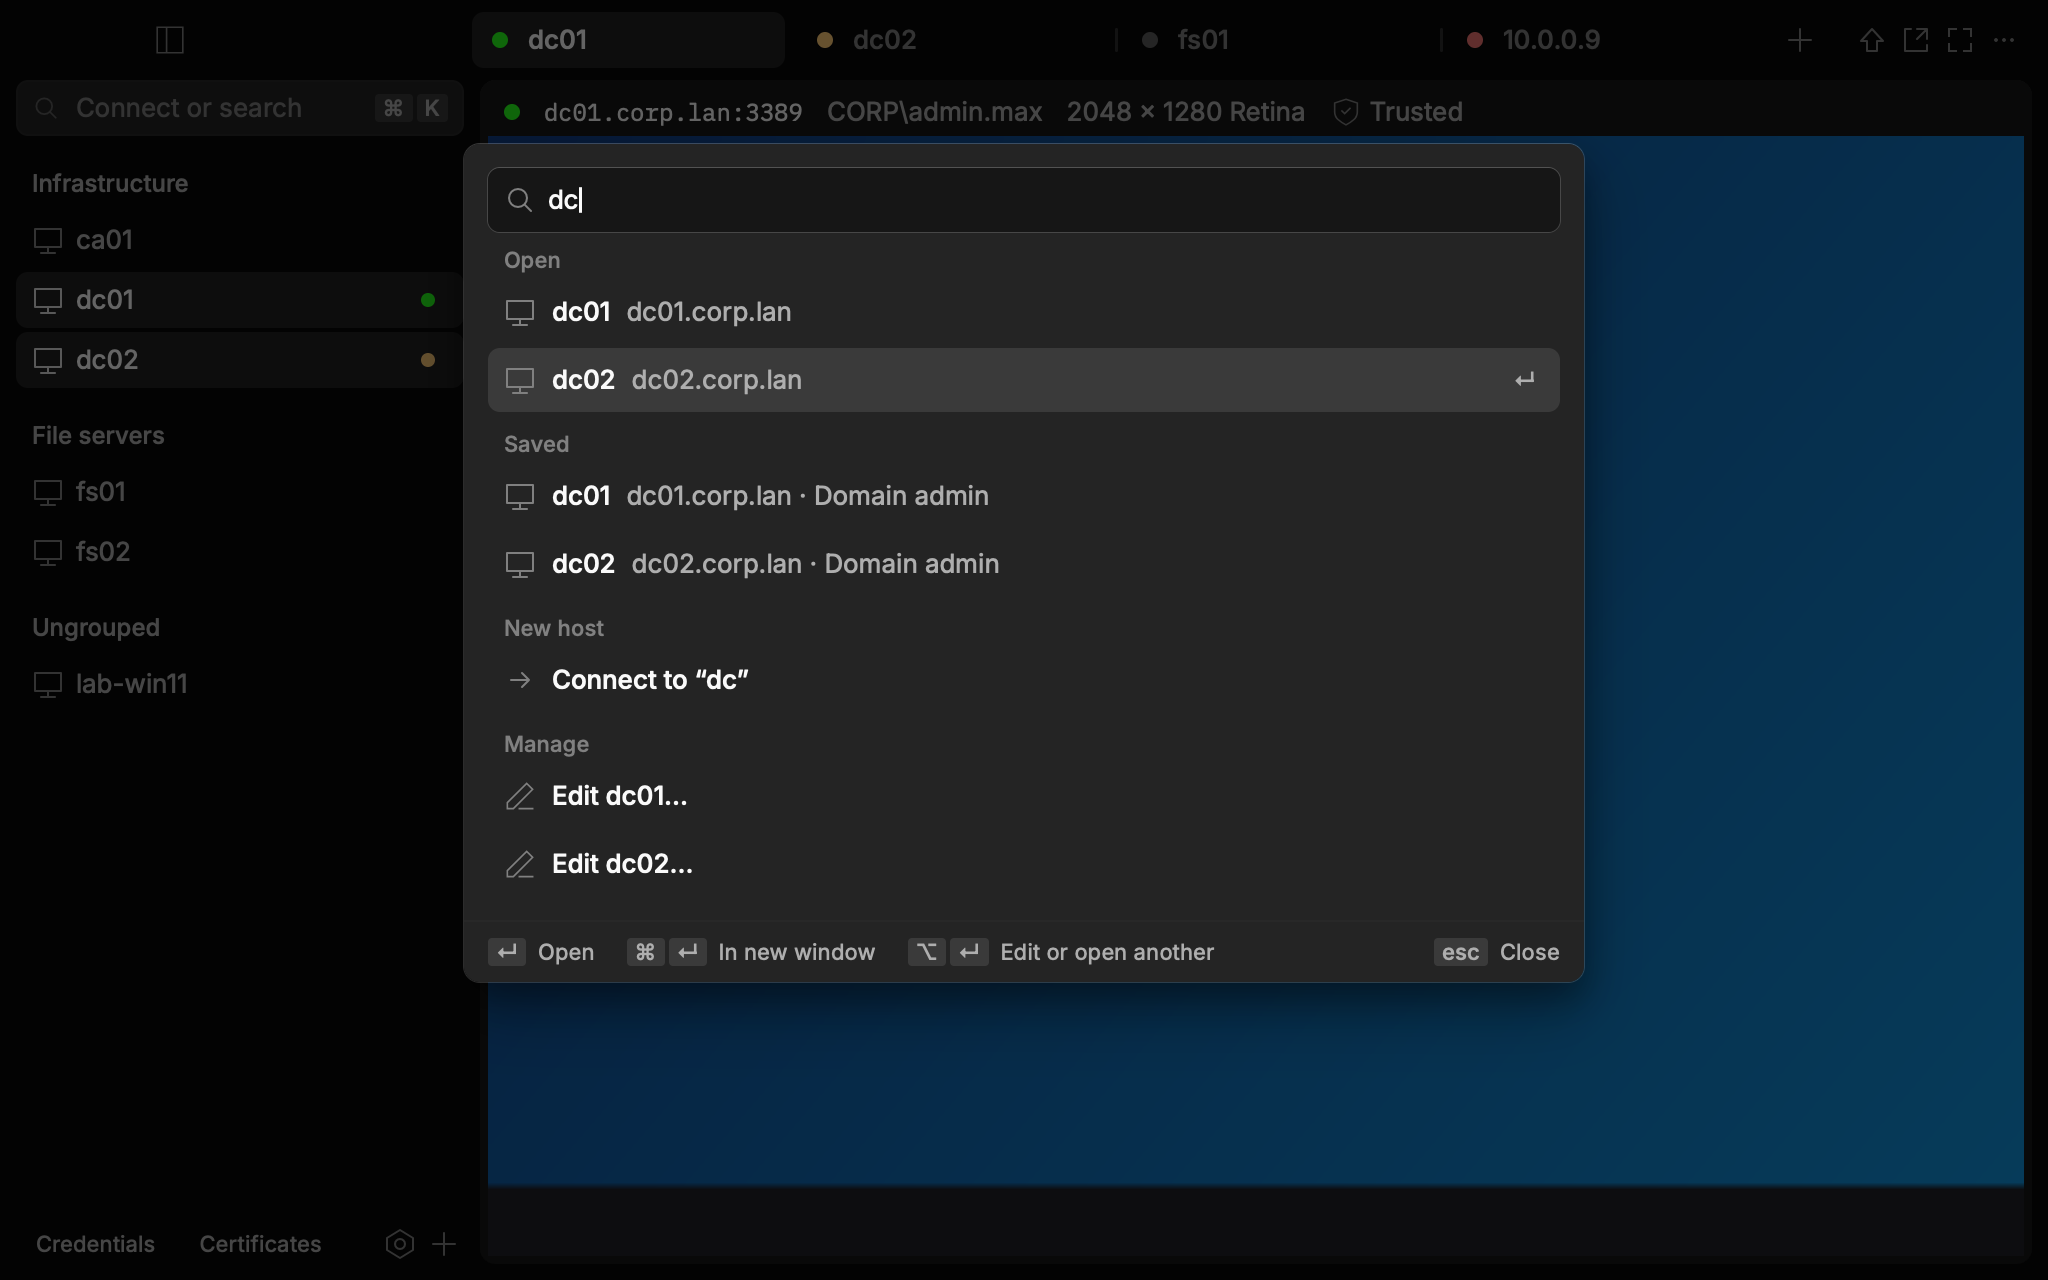 dc01
dc02
fs01
10.0.0.9
Connect or search ⌘ K
dc01.corp.lan:3389 CORP\admin.max 2048 × 1280 Retina Trusted
Infrastructure
ca01
dc01
dc02
File servers
fs01
fs02
Ungrouped
lab-win11
Credentials
Certificates
dc
Open
dc01 dc01.corp.lan
dc02 dc02.corp.lan ↵
Saved
dc01 dc01.corp.lan · Domain admin
dc02 dc02.corp.lan · Domain admin
New host
→ Connect to “dc”
Manage
Edit dc01...
Edit dc02...
↵ Open ⌘ ↵ In new window ⌥ ↵ Edit or open another esc Close